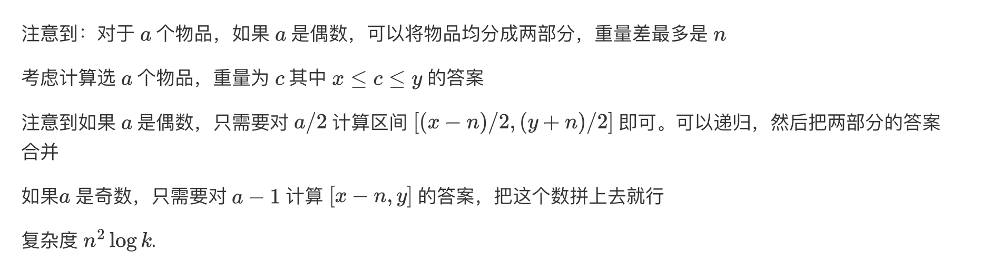 注意到：对于 a 个物品，如果 a 是偶数，可以将物品均分成两部分，重量差最多是 n
考虑计算选 a 个物品，重量为 c 其中 x ≤ c ≤ y 的答案
注意到如果 a 是偶数，只需要对 a/2 计算区间 [(x − n)/2, (y + n)/2] 即可。可以递归，然后把两部分的答案
合并
如果a 是奇数，只需要对 a − 1 计算 [x − n, y] 的答案，把这个数拼上去就行
复杂度 n² log k.